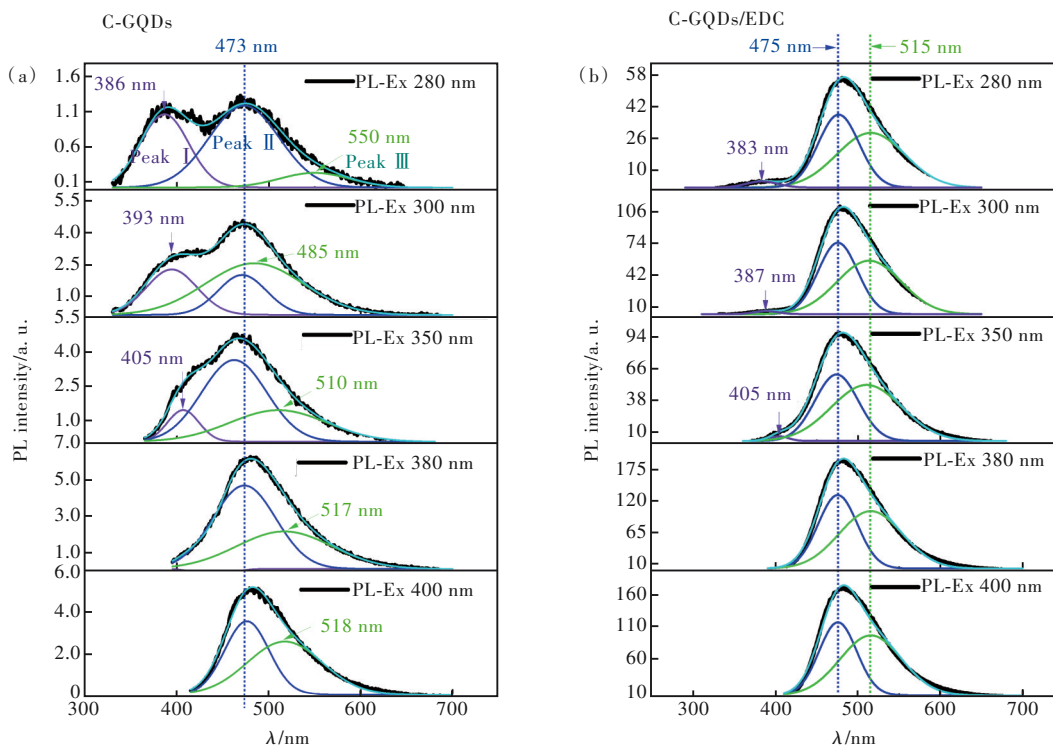 C-GQDs
473 nm
(a)
PL intensity/a. u.
1.6
1.1
0.6
0.1
386 nm
PL-Ex 280 nm
550 nm
Peak Ⅰ
Peak Ⅱ
Peak Ⅲ
5.5
4.0
2.5
1.0
393 nm
PL-Ex 300 nm
485 nm
5.5
4.0
2.5
1.0
405 nm
PL-Ex 350 nm
510 nm
7.0
5.0
3.0
1.0
PL-Ex 380 nm
517 nm
6.0
4.0
2.0
0
PL-Ex 400 nm
518 nm
300 400 500 600 700
λ/nm
C-GQDs/EDC
475 nm
515 nm
(b)
PL intensity/a. u.
58
42
26
10
PL-Ex 280 nm
383 nm
106
74
42
10
PL-Ex 300 nm
387 nm
94
66
38
10
PL-Ex 350 nm
405 nm
175
120
65
10
PL-Ex 380 nm
160
110
60
10
PL-Ex 400 nm
300 400 500 600 700
λ/nm